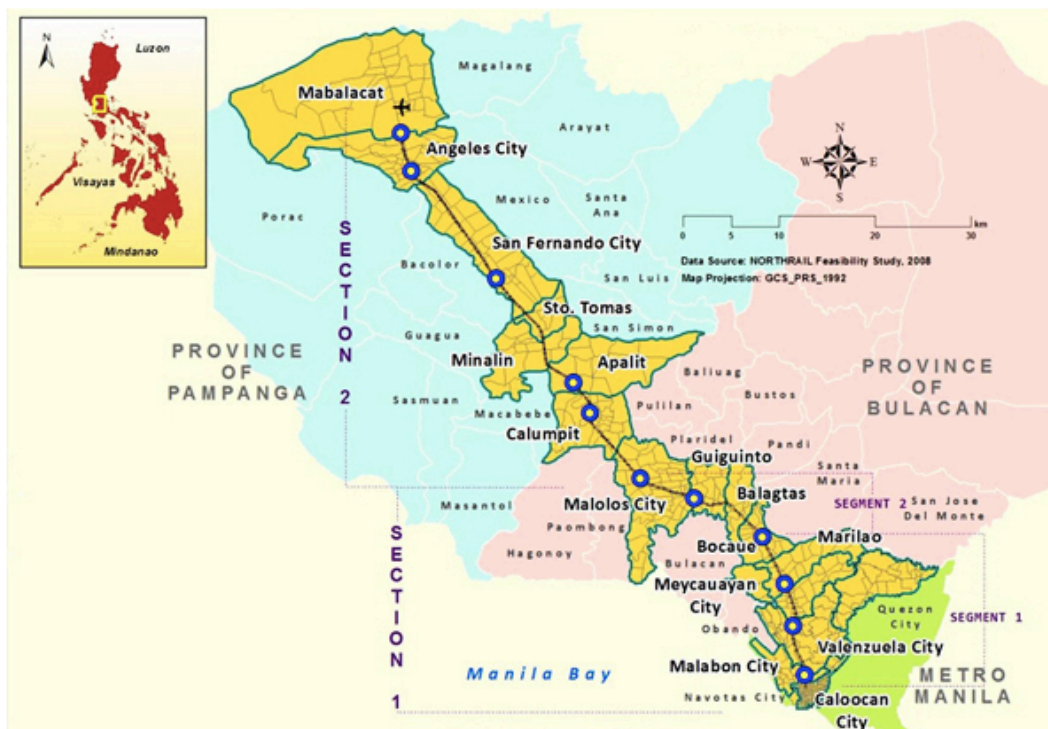 N
Luzon
Visayas
Mindanao
Magalang
Mabalacat
Arayat
Angeles City
N
W E
S
Mexico
Santa
Ana
Porac
0 5 10 20 30
km
San Fernando City
Data Source: NORTHRAIL Feasibility Study, 2008
Map Projection: GCS_PRS_1992
Bacolor
San Luis
SECTION 2
Sto. Tomas
San Simon
Guagua
PROVINCE
OF
PAMPANGA
Minalin
Apalit
Baliuag
PROVINCE
OF
BULACAN
Bustos
Sasmuan
Macabebe
Pulilan
Calumpit
Plaridel
Pandi
Guiguinto
Santa
Maria
Malolos City
Balagtas
SEGMENT 2
San Jose
Del Monte
Masantol
Paombong
Marilao
Bocaue
Hagonoy
Bulacan
SECTION 1
Meycauayan
City
Quezon
City
SEGMENT 1
Obando
Valenzuela City
Manila Bay
Malabon City
METRO
MANILA
Navotas City
Caloocan
City